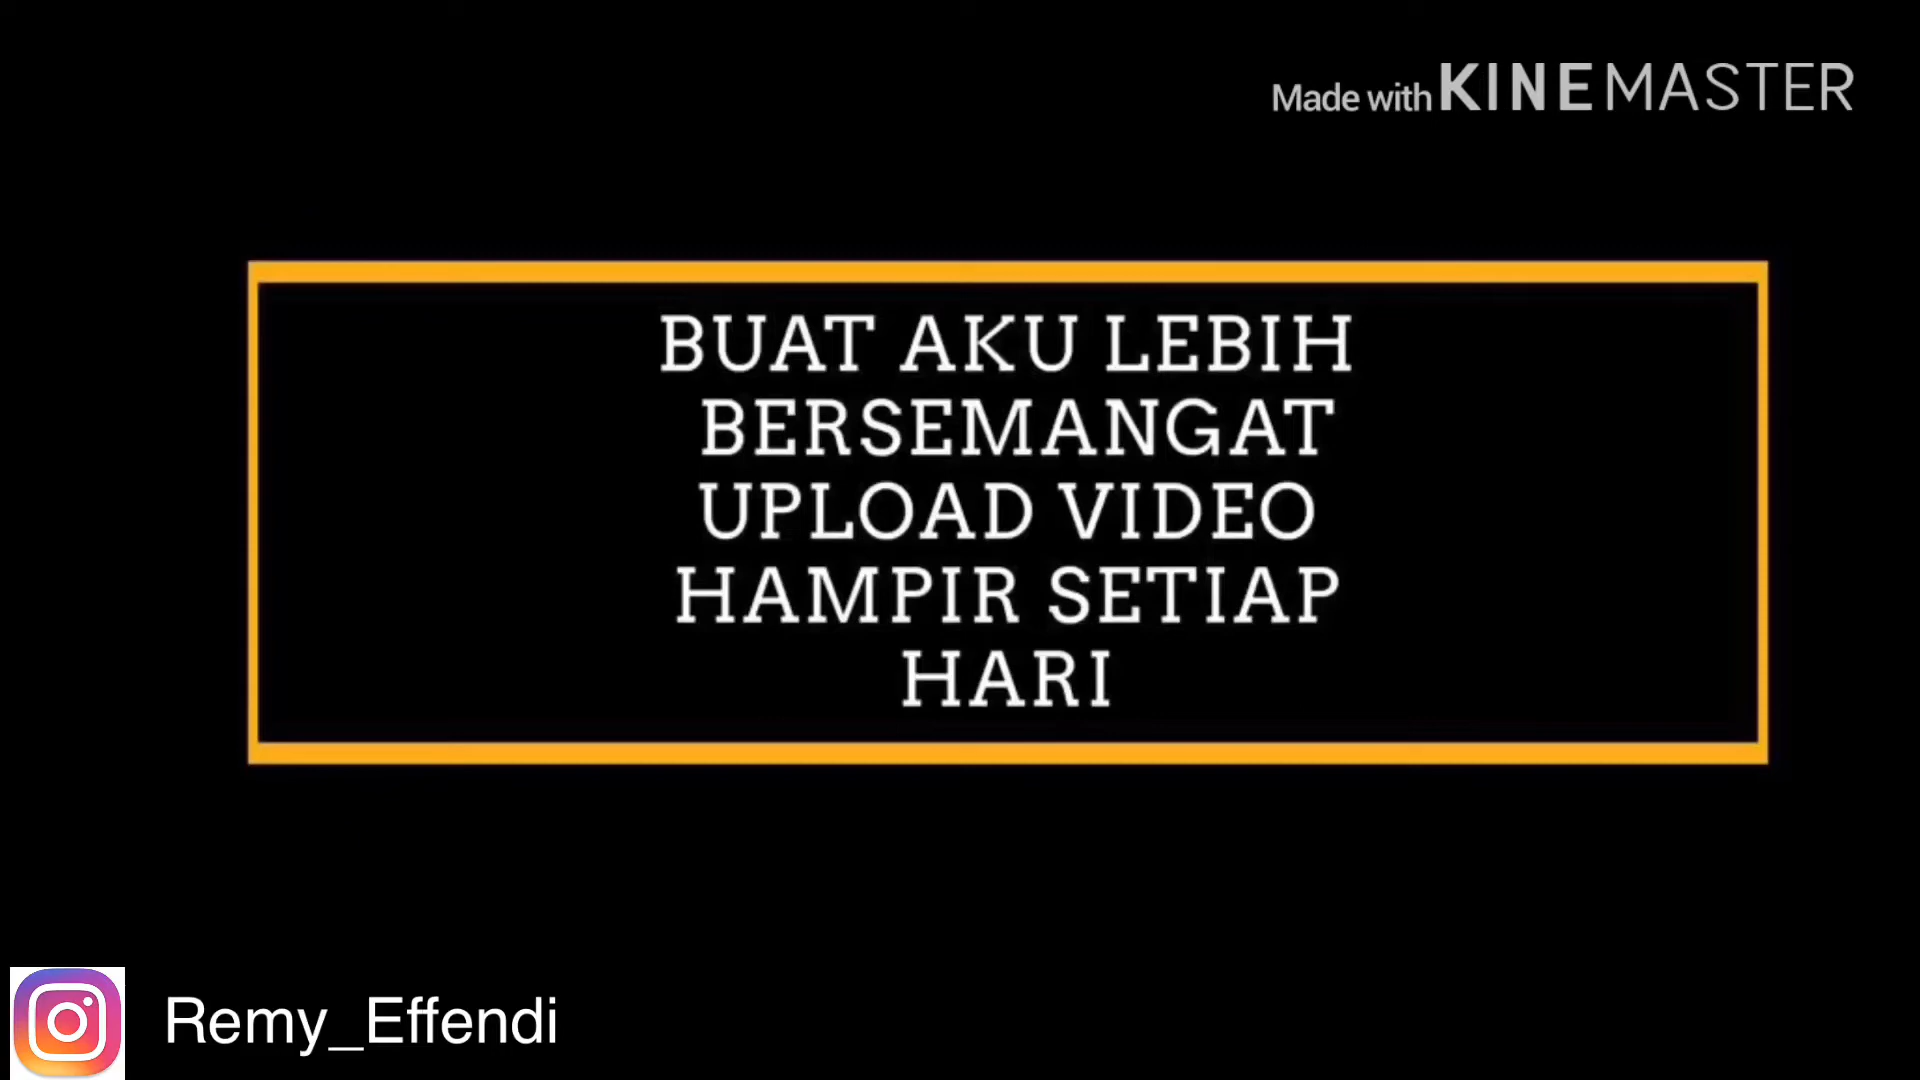 Made with KINEMASTER
BUAT AKU LEBIH
BERSEMANGAT
UPLOAD VIDEO
HAMPIR SETIAP
HARI
Remy_Effendi